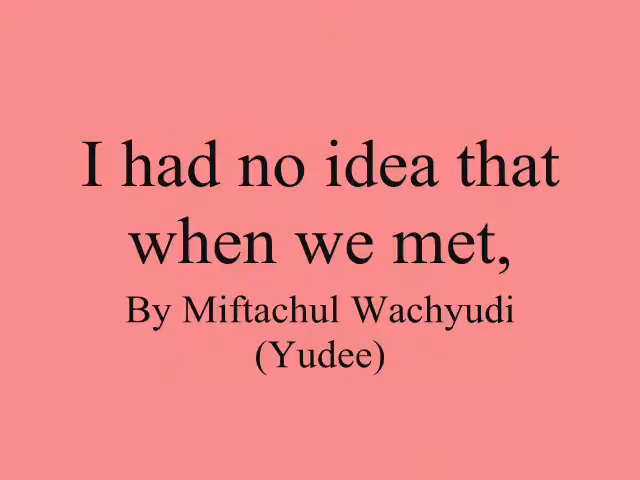 I had no idea that
when we met,
By Miftachul Wachyudi
(Yudee)